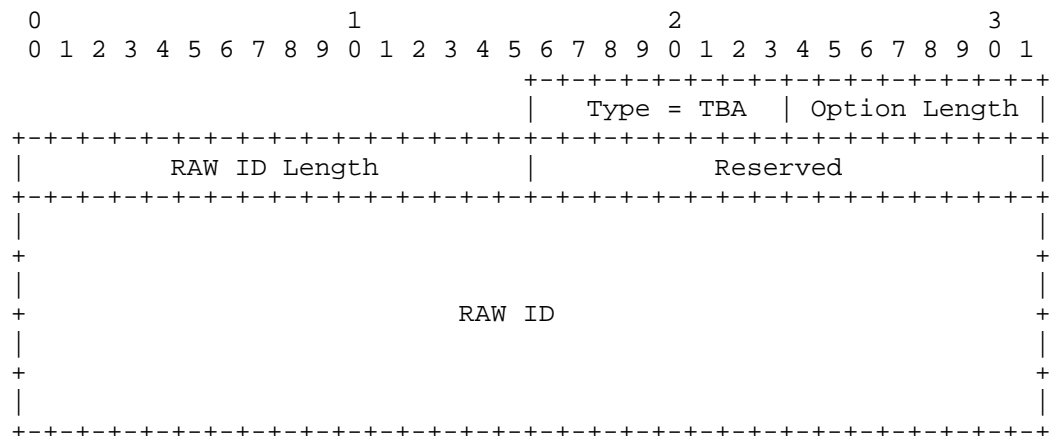 0                   1                   2                   3
 0 1 2 3 4 5 6 7 8 9 0 1 2 3 4 5 6 7 8 9 0 1 2 3 4 5 6 7 8 9 0 1
                                +-+-+-+-+-+-+-+-+-+-+-+-+-+-+-+-+
                                |   Type = TBA  | Option Length |
+-+-+-+-+-+-+-+-+-+-+-+-+-+-+-+-+-+-+-+-+-+-+-+-+-+-+-+-+-+-+-+-+
|         RAW ID Length         |           Reserved            |
+-+-+-+-+-+-+-+-+-+-+-+-+-+-+-+-+-+-+-+-+-+-+-+-+-+-+-+-+-+-+-+-+
|                                                               |
+                                                               +
|                                                               |
+                           RAW ID                              +
|                                                               |
+                                                               +
|                                                               |
+-+-+-+-+-+-+-+-+-+-+-+-+-+-+-+-+-+-+-+-+-+-+-+-+-+-+-+-+-+-+-+-+